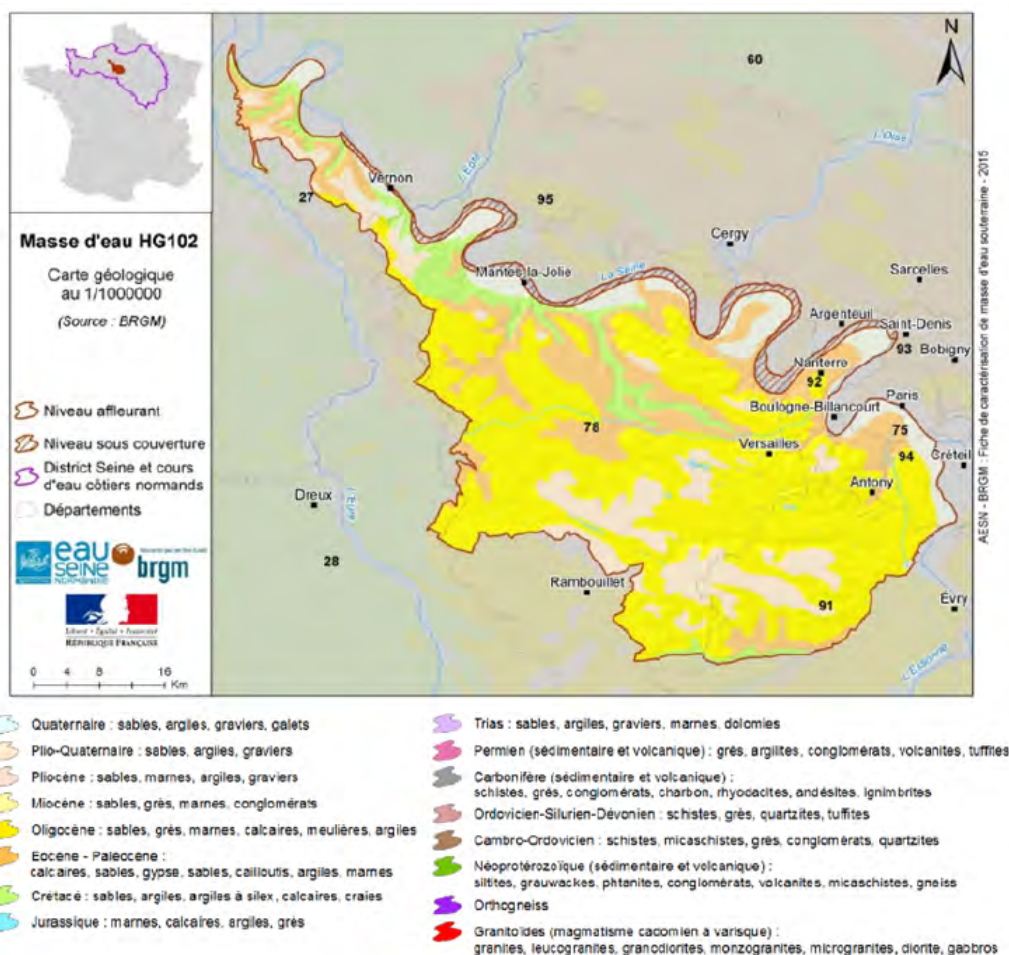 Masse d'eau HG102
Carte géologique
au 1/1000000
(Source : BRGM)
Niveau affleurant
Niveau sous couverture
District Seine et cours
d'eau côtiers normands
Départements
eau
SEINE
NORMANDIE
brgm
Liberté • Égalité • Fraternité
RÉPUBLIQUE FRANÇAISE
0 4 8 16
Km
N
60
L'Oise
L'Epte
Vernon
27
95
Cergy
Mantes-la-Jolie
La Seine
Sarcelles
Argenteuil
Saint-Denis
93
Bobigny
Nanterre
92
Paris
Boulogne-Billancourt
75
78
Versailles
94
Créteil
Antony
Dreux
L'Eure
28
Rambouillet
91
Évry
L'Essonne
AESN - BRGM : Fiche de caractérisation de masse d'eau souterraine - 2015
Quaternaire : sables, argiles, graviers, galets
Plio-Quaternaire : sables, argiles, graviers
Pliocène : sables, marnes, argiles, graviers
Miocène : sables, grès, marnes, conglomérats
Oligocène : sables, grès, marnes, calcaires, meulières, argiles
Eocène - Paléocène :
calcaires, sables, gypse, sables, cailloutis, argiles, marnes
Crétacé : sables, argiles, argiles à silex, calcaires, craies
Jurassique : marnes, calcaires, argiles, grès
Trias : sables, argiles, graviers, marnes, dolomies
Permien (sédimentaire et volcanique) : grès, argilites, conglomérats, volcanites, tuffites
Carbonifère (sédimentaire et volcanique) :
schistes, grès, conglomérats, charbon, rhyodacites, andésites, ignimbrites
Ordovicien-Silurien-Dévonien : schistes, grès, quartzites, tuffites
Cambro-Ordovicien : schistes, micaschistes, grès, conglomérats, quartzites
Néoprotérozoïque (sédimentaire et volcanique) :
siltites, grauwackes, phtanites, conglomérats, volcanites, micaschistes, gneiss
Orthogneiss
Granitoïdes (magmatisme cadomien à varisque) :
granites, leucogranites, granodiorites, monzogranites, microgranites, diorite, gabbros